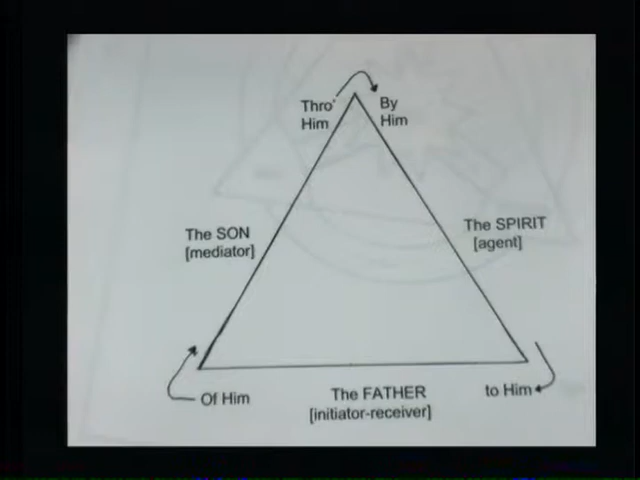 Thro' By
Him Him
The SON
[mediator]
The SPIRIT
[agent]
Of Him
The FATHER
[initiator-receiver]
to Him